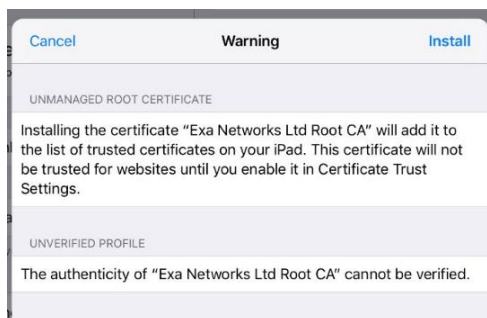 Cancel Warning Install
UNMANAGED ROOT CERTIFICATE
Installing the certificate “Exa Networks Ltd Root CA” will add it to
the list of trusted certificates on your iPad. This certificate will not
be trusted for websites until you enable it in Certificate Trust
Settings.
UNVERIFIED PROFILE
The authenticity of “Exa Networks Ltd Root CA” cannot be verified.